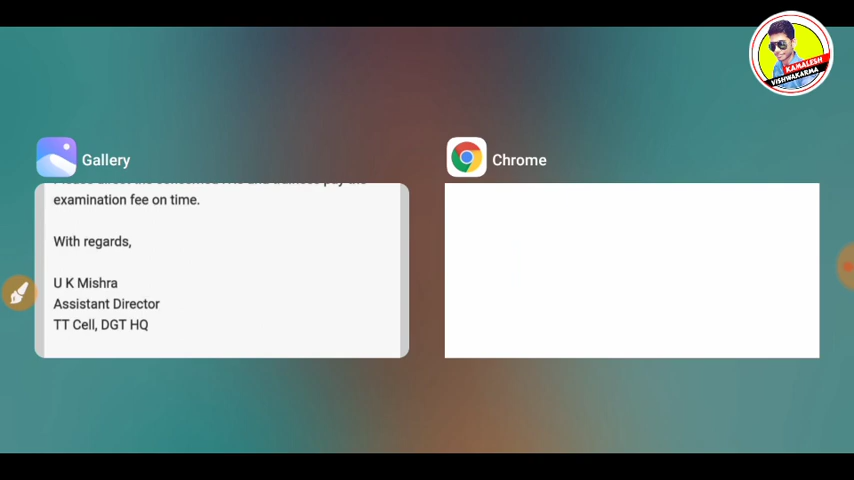 KAMALESH
VISHWAKARMA
Gallery
Chrome
examination fee on time.
With regards,
U K Mishra
Assistant Director
TT Cell, DGT HQ